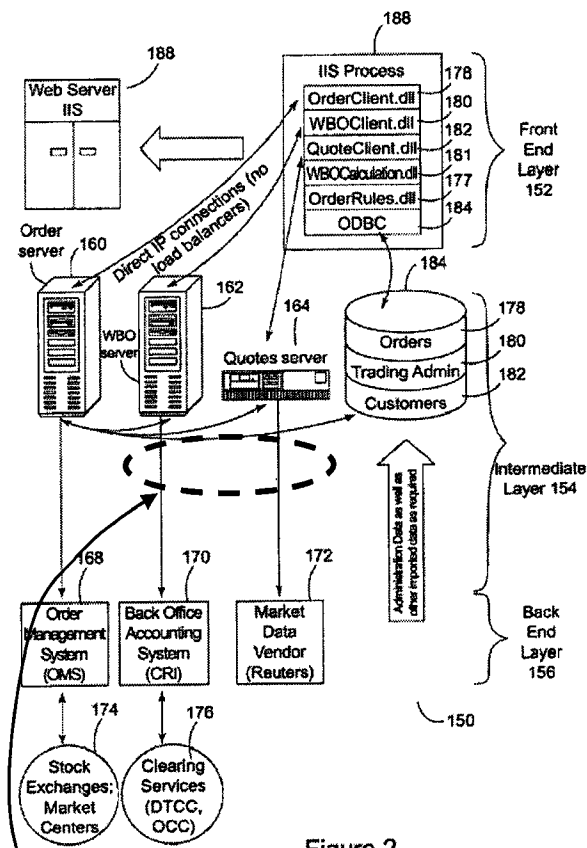 188
188
Web Server
IIS
IIS Process
OrderClient.dll
178
WBOClient.dll
180
QuoteClient.dll
182
WBOCalculation.dll
181
OrderRules.dll
177
ODBC
184
Front
End
Layer 152
Direct IP connections (no
load balancers)
Order
server
160
162
WBO
server
164
Quotes server
184
178
Orders
180
Trading Admin
182
Customers
Intermediate
Layer 154
Administration Data as well as
other imported data as required
168
Order
Management
System
(OMS)
170
Back Office
Accounting
System
(CRI)
172
Market
Data
Vendor
(Reuters)
Back
End
Layer
156
150
174
Stock
Exchanges;
Market
Centers
176
Clearing
Services
(DTCC,
OCC)
Figure 2